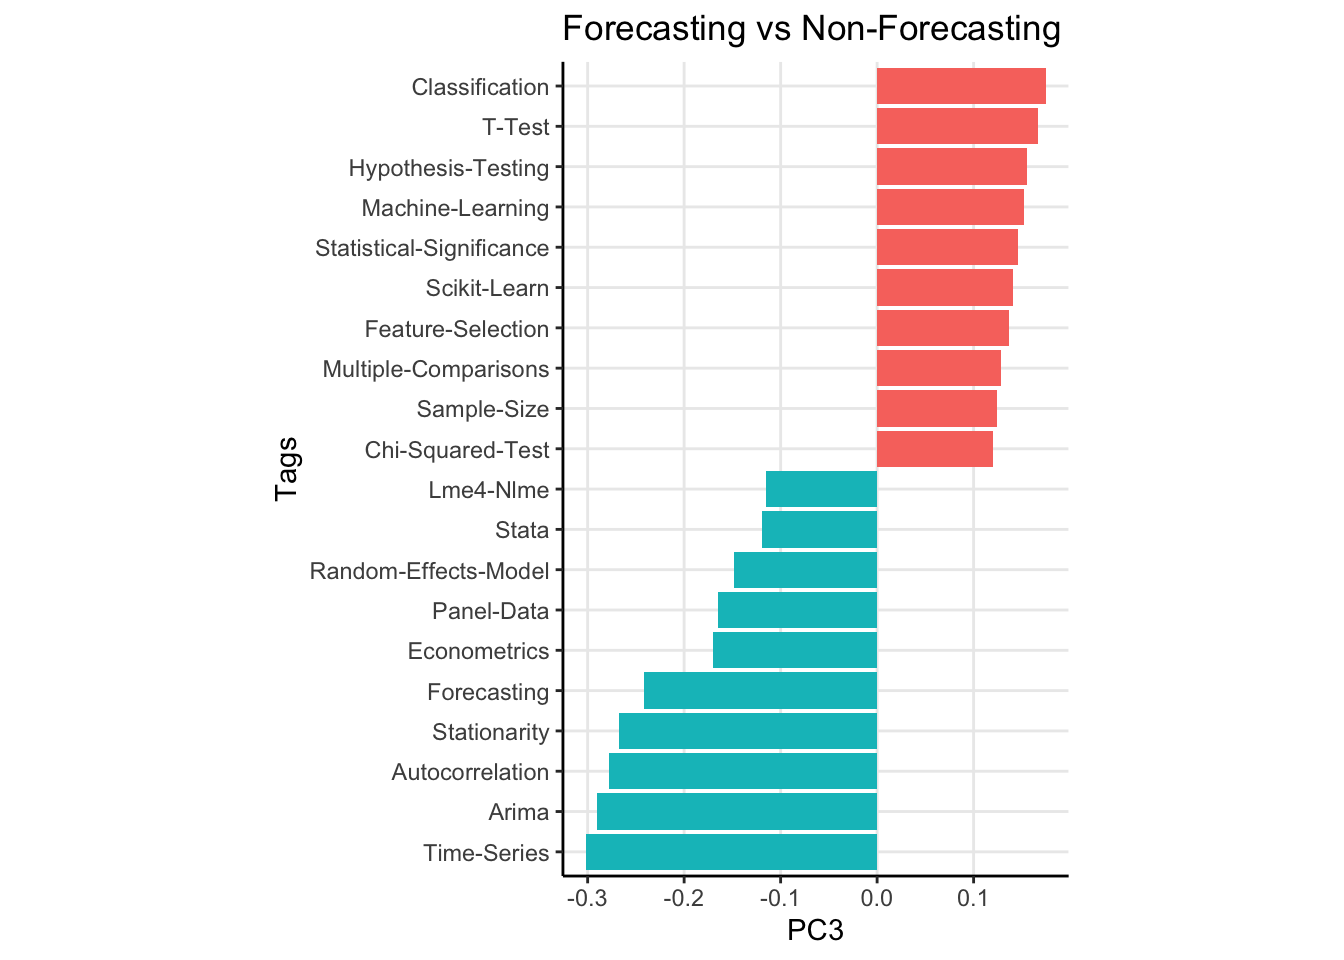 Forecasting vs Non-Forecasting
Classification
T-Test
Hypothesis-Testing
Machine-Learning
Statistical-Significance
Scikit-Learn
Feature-Selection
Multiple-Comparisons
Sample-Size
Chi-Squared-Test
Lme4-Nlme
Stata
Random-Effects-Model
Panel-Data
Econometrics
Forecasting
Stationarity
Autocorrelation
Arima
Time-Series
Tags
-0.3 -0.2 -0.1 0.0 0.1
PC3